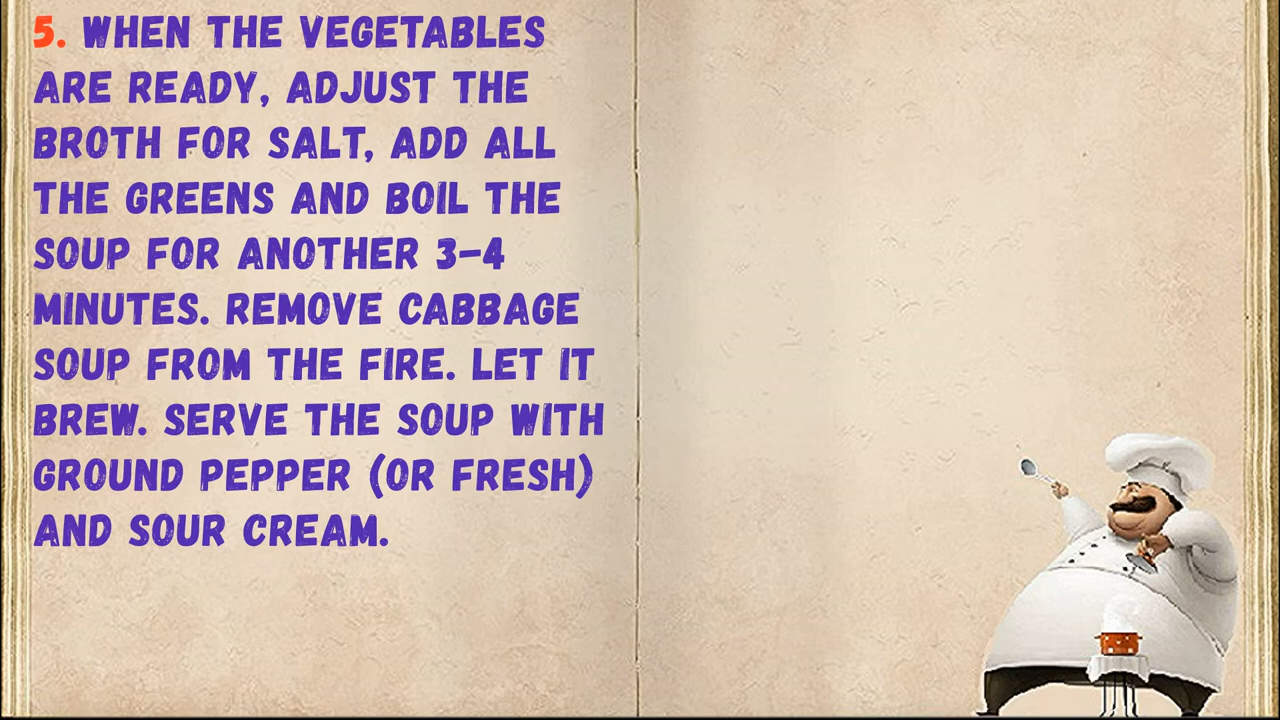 5. WHEN THE VEGETABLES
ARE READY, ADJUST THE
BROTH FOR SALT, ADD ALL
THE GREENS AND BOIL THE
SOUP FOR ANOTHER 3-4
MINUTES. REMOVE CABBAGE
SOUP FROM THE FIRE. LET IT
BREW. SERVE THE SOUP WITH
GROUND PEPPER (OR FRESH)
AND SOUR CREAM.